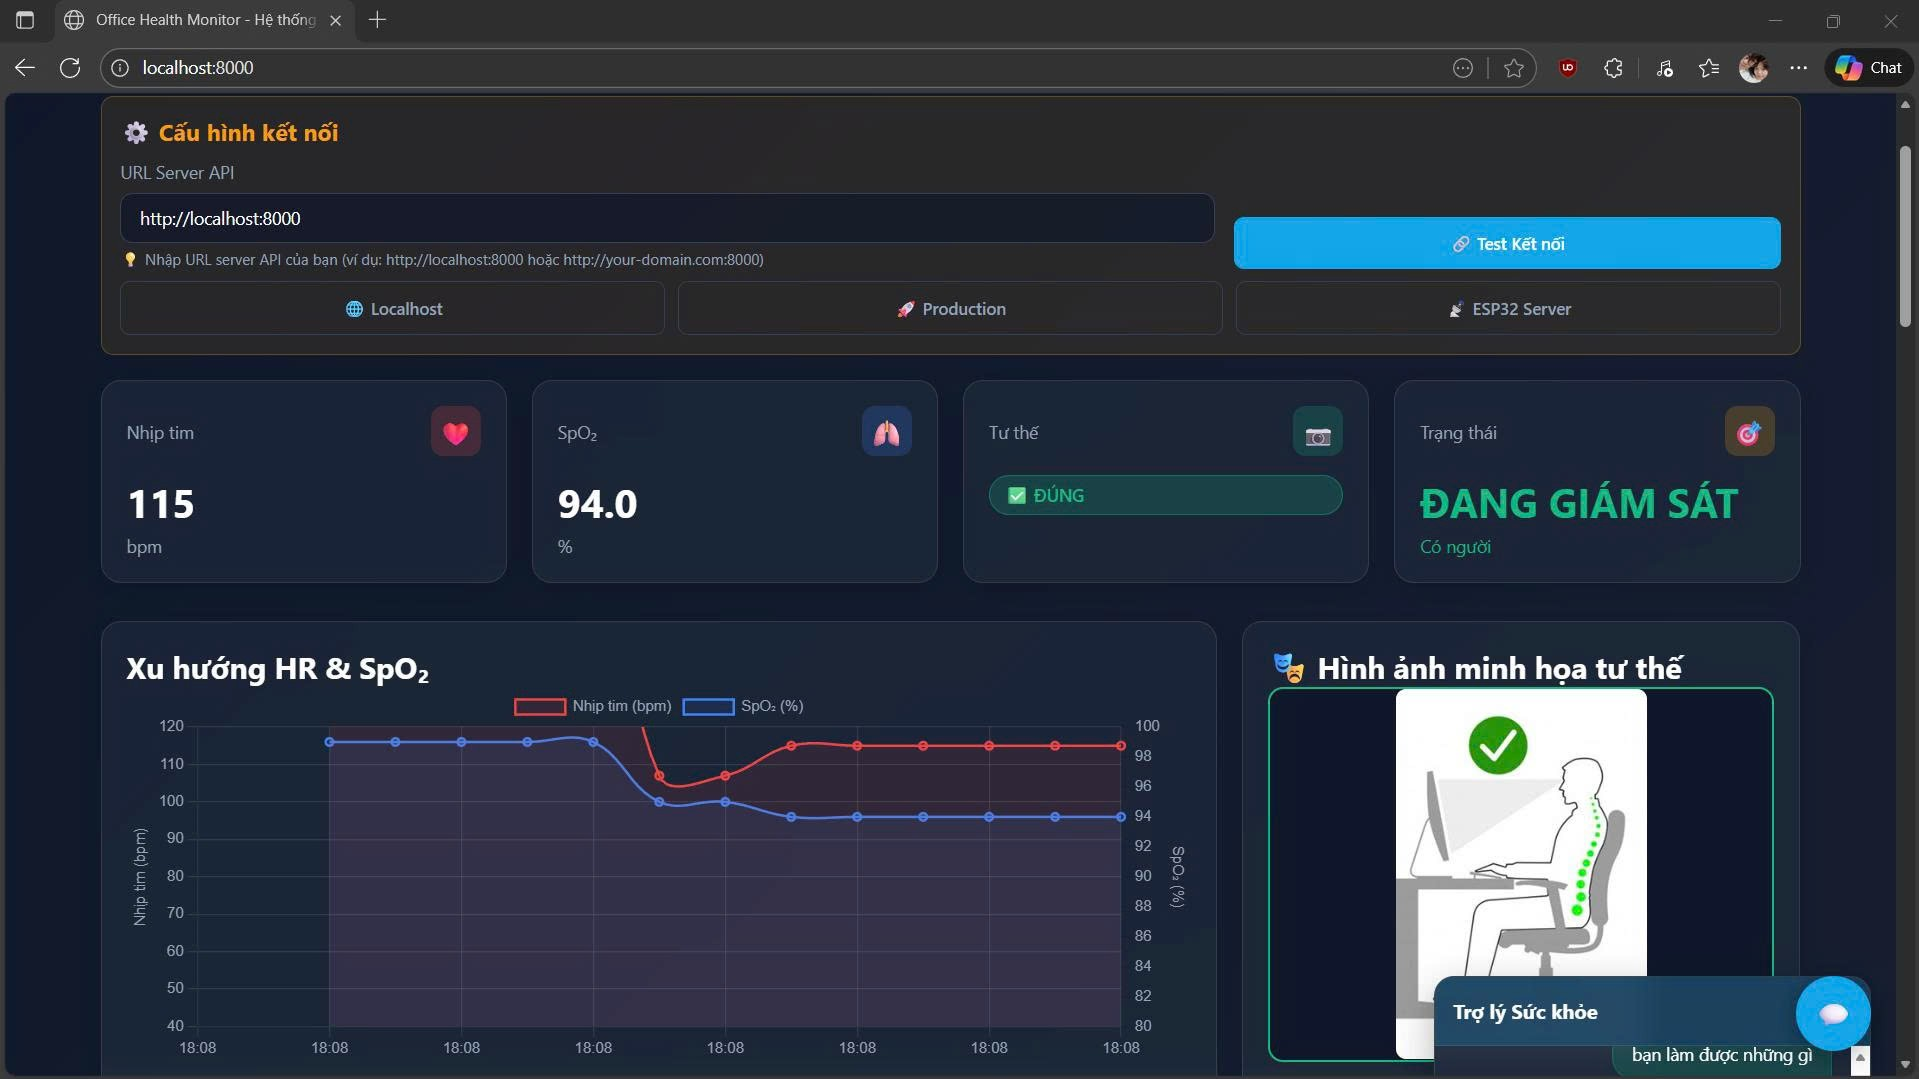 Office Health Monitor - Hệ thống
localhost:8000
Chat
Cấu hình kết nối
URL Server API
http://localhost:8000
Test Kết nối
Nhập URL server API của bạn (ví dụ: http://localhost:8000 hoặc http://your-domain.com:8000)
Localhost
Production
ESP32 Server
Nhịp tim
SpO₂
Tư thế
Trạng thái
115
94.0
ĐÚNG
ĐANG GIÁM SÁT
bpm
%
Có người
Xu hướng HR & SpO₂
Nhịp tim (bpm)
SpO₂ (%)
120
110
100
90
80
70
60
50
40
Nhịp tim (bpm)
100
98
96
94
92
90
88
86
84
82
80
SpO₂ (%)
18:08
18:08
18:08
18:08
18:08
18:08
18:08
18:08
Hình ảnh minh họa tư thế
Trợ lý Sức khỏe
bạn làm được những gì